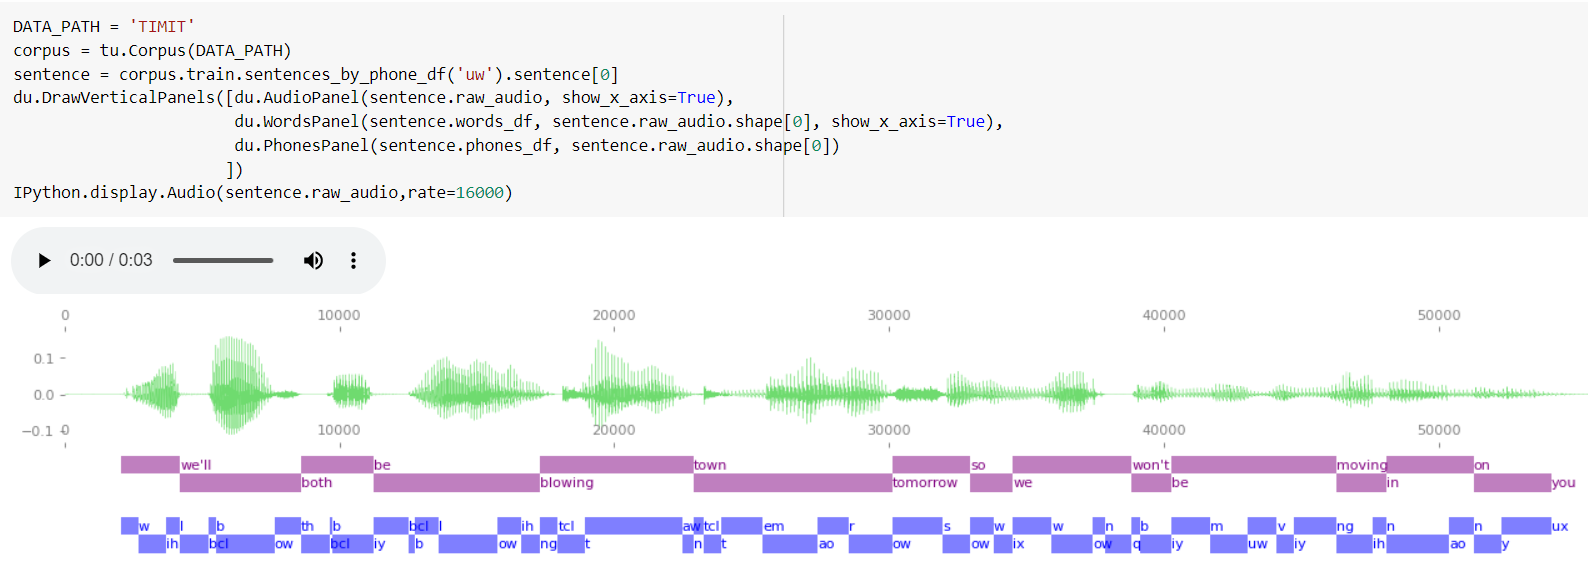 DATA_PATH = 'TIMIT'
corpus = tu.Corpus(DATA_PATH)
sentence = corpus.train.sentences_by_phone_df('uw').sentence[0]
du.DrawVerticalPanels([du.AudioPanel(sentence.raw_audio, show_x_axis=True),
                       du.WordsPanel(sentence.words_df, sentence.raw_audio.shape[0], show_x_axis=True),
                       du.PhonesPanel(sentence.phones_df, sentence.raw_audio.shape[0])
                      ])
IPython.display.Audio(sentence.raw_audio,rate=16000)
0:00 / 0:03
0 10000 20000 30000 40000 50000
0.1
0.0
−0.1 0 10000 20000 30000 40000 50000
we'll be town so won't moving on
both blowing tomorrow we be in you
w l b th b bcl l ih tcl aw tcl em r s w w n b m v ng n n ux
ih bcl ow bcl iy b ow ng t n t ao ow ow ix ow q iy uw iy ih ao y